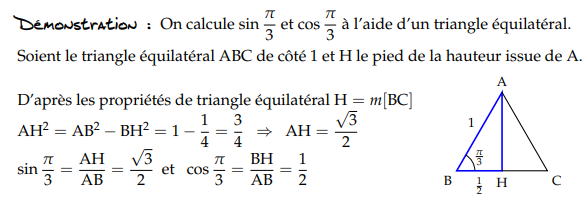 Démonstration : On calcule sin π/3 et cos π/3 à l'aide d'un triangle équilatéral.
Soient le triangle équilatéral ABC de côté 1 et H le pied de la hauteur issue de A.
D'après les propriétés de triangle équilatéral H = m[BC]
AH² = AB² − BH² = 1 − 1/4 = 3/4 ⇒ AH = √3/2
sin π/3 = AH/AB = √3/2 et cos π/3 = BH/AB = 1/2
A
1
π/3
B 1/2 H C